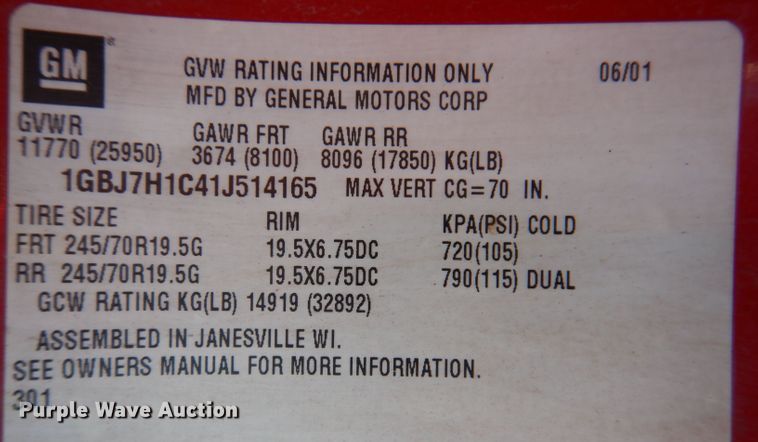 GM
GVW RATING INFORMATION ONLY 06/01
MFD BY GENERAL MOTORS CORP
GVWR GAWR FRT GAWR RR
11770 (25950) 3674 (8100) 8096 (17850) KG(LB)
1GBJ7H1C41J514165 MAX VERT CG=70 IN.
TIRE SIZE RIM KPA(PSI) COLD
FRT 245/70R19.5G 19.5X6.75DC 720(105)
RR 245/70R19.5G 19.5X6.75DC 790(115) DUAL
GCW RATING KG(LB) 14919 (32892)
ASSEMBLED IN JANESVILLE WI.
SEE OWNERS MANUAL FOR MORE INFORMATION.
301
Purple Wave Auction